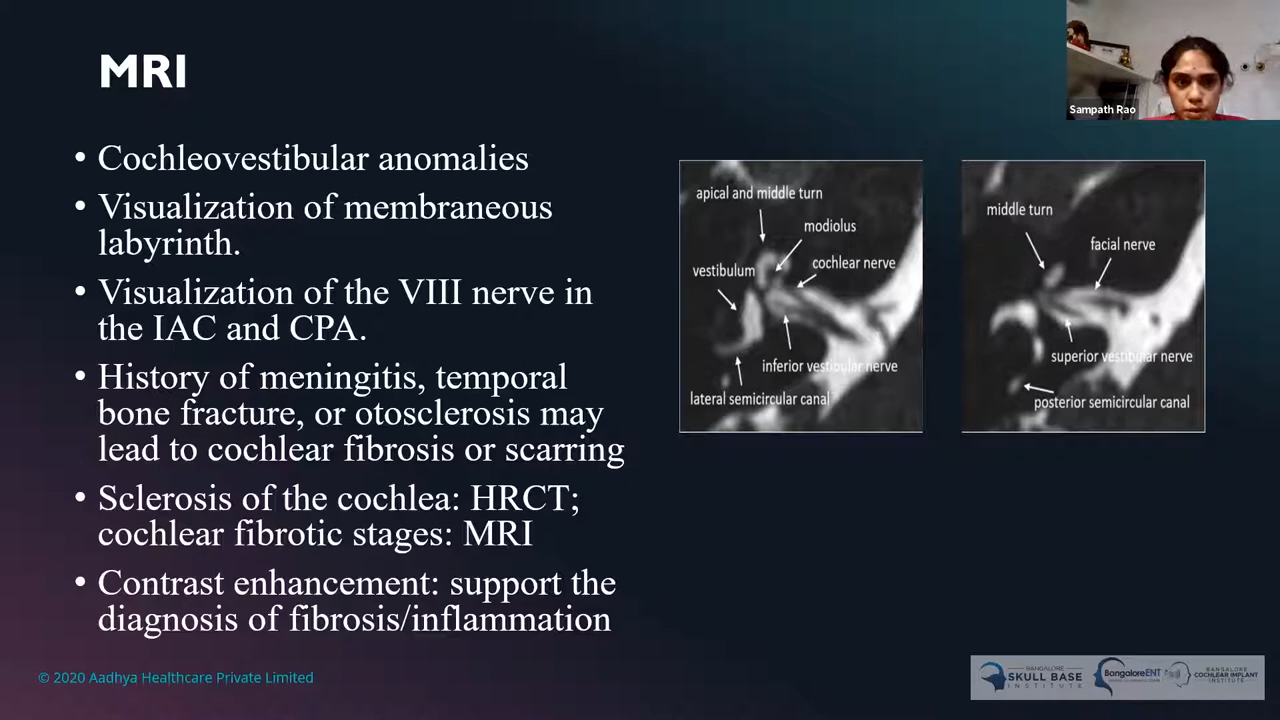 MRI
Sampath Rao
• Cochleovestibular anomalies
• Visualization of membraneous
labyrinth.
• Visualization of the VIII nerve in
the IAC and CPA.
• History of meningitis, temporal
bone fracture, or otosclerosis may
lead to cochlear fibrosis or scarring
• Sclerosis of the cochlea: HRCT;
cochlear fibrotic stages: MRI
• Contrast enhancement: support the
diagnosis of fibrosis/inflammation
apical and middle turn
modiolus
cochlear nerve
vestibulum
inferior vestibular nerve
lateral semicircular canal
middle turn
facial nerve
superior vestibular nerve
posterior semicircular canal
© 2020 Aadhya Healthcare Private Limited
BANGALORE
SKULL BASE
INSTITUTE
BangaloreENT
BANGALORE
COCHLEAR IMPLANT
INSTITUTE